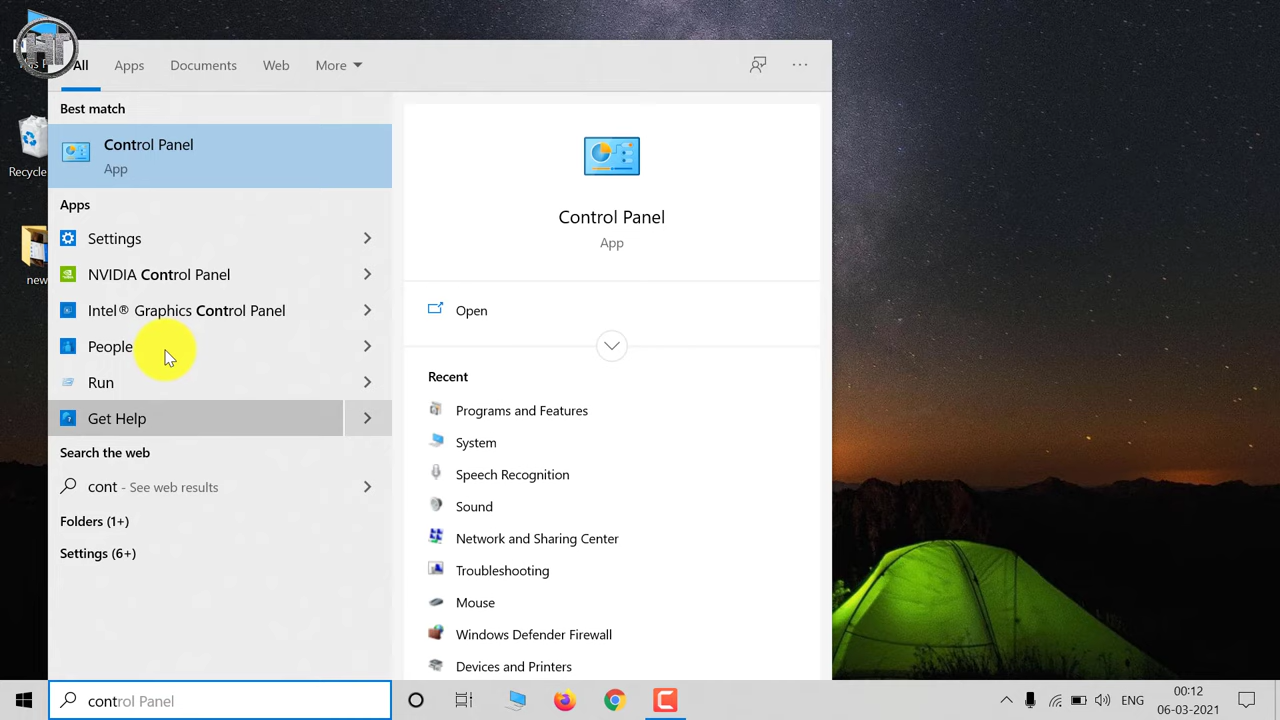 HT
All
Apps
Documents
Web
More
Best match
Control Panel
App
Apps
Settings
NVIDIA Control Panel
Intel® Graphics Control Panel
People
Run
Get Help
Search the web
cont - See web results
Folders (1+)
Settings (6+)
Control Panel
App
Open
Recent
Programs and Features
System
Speech Recognition
Sound
Network and Sharing Center
Troubleshooting
Mouse
Windows Defender Firewall
Devices and Printers
Recycle
new
control Panel
ENG
00:12
06-03-2021